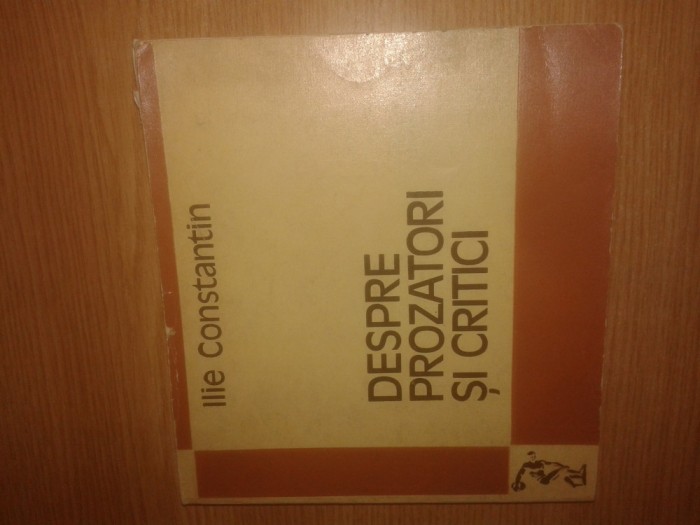 Ilie Constantin
DESPRE
PROZATORI
ȘI CRITICI